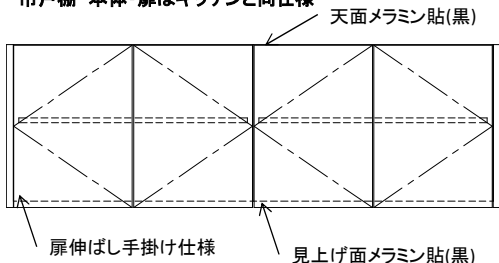 吊戸棚 本体・扉はキッチンと同仕様
天面メラミン貼(黒)
扉伸ばし手掛け仕様
見上げ面メラミン貼(黒)